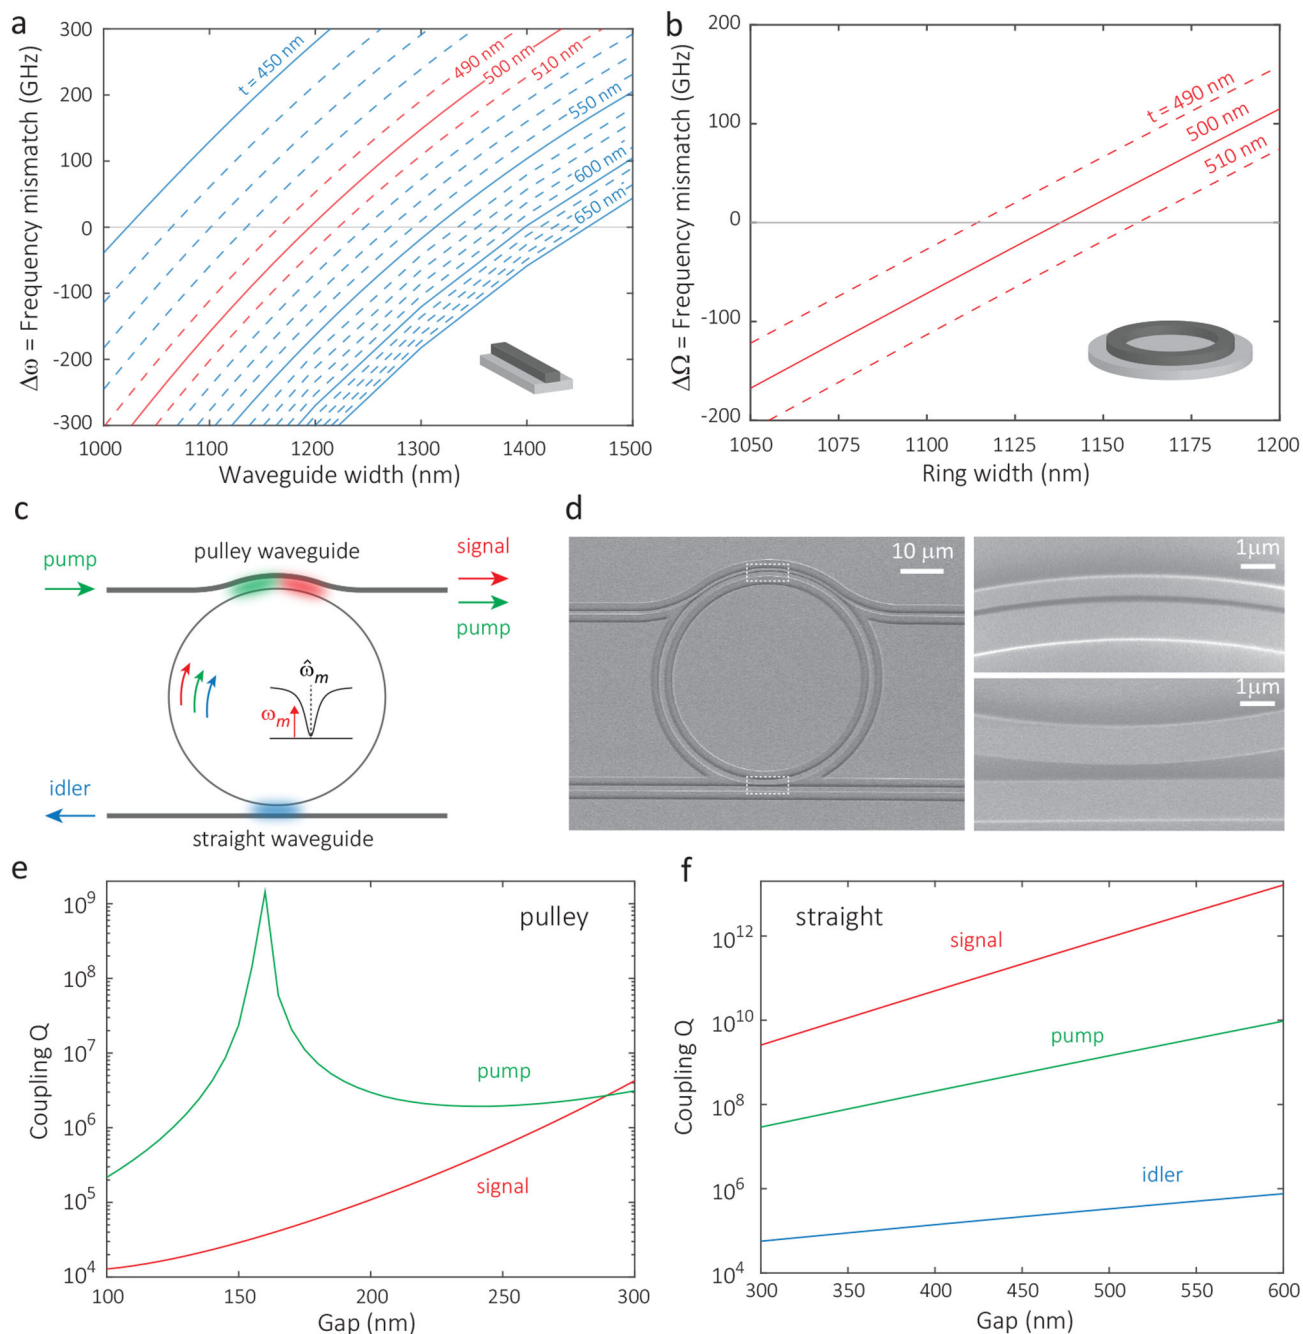 a
Δω = Frequency mismatch (GHz)
300
200
100
0
-100
-200
-300
t = 450 nm
490 nm
500 nm
510 nm
550 nm
600 nm
650 nm
1000
1100
1200
1300
1400
1500
Waveguide width (nm)
b
ΔΩ = Frequency mismatch (GHz)
200
100
0
-100
-200
t = 490 nm
500 nm
510 nm
1050
1075
1100
1125
1150
1175
1200
Ring width (nm)
c
pulley waveguide
pump
signal
pump
ω̂m
ωm
idler
straight waveguide
d
10 μm
1μm
1μm
e
Coupling Q
10⁹
10⁸
10⁷
10⁶
10⁵
10⁴
pulley
pump
signal
100
150
200
250
300
Gap (nm)
f
Coupling Q
10¹²
10¹⁰
10⁸
10⁶
10⁴
straight
signal
pump
idler
300
350
400
450
500
550
600
Gap (nm)